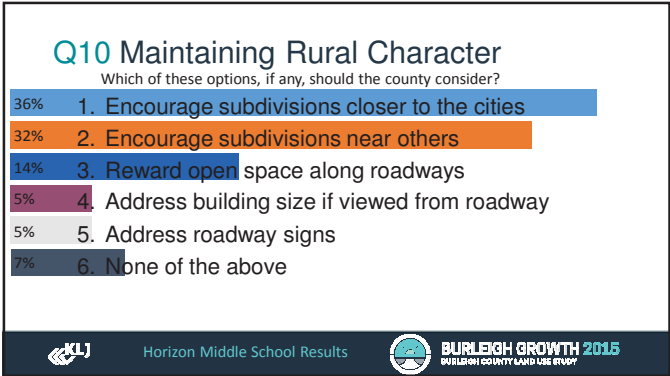 Q10 Maintaining Rural Character
Which of these options, if any, should the county consider?
36% 1. Encourage subdivisions closer to the cities
32% 2. Encourage subdivisions near others
14% 3. Reward open space along roadways
5% 4. Address building size if viewed from roadway
5% 5. Address roadway signs
7% 6. None of the above
KLJ Horizon Middle School Results BURLEIGH GROWTH 2015
BURLEIGH COUNTY LAND USE STUDY